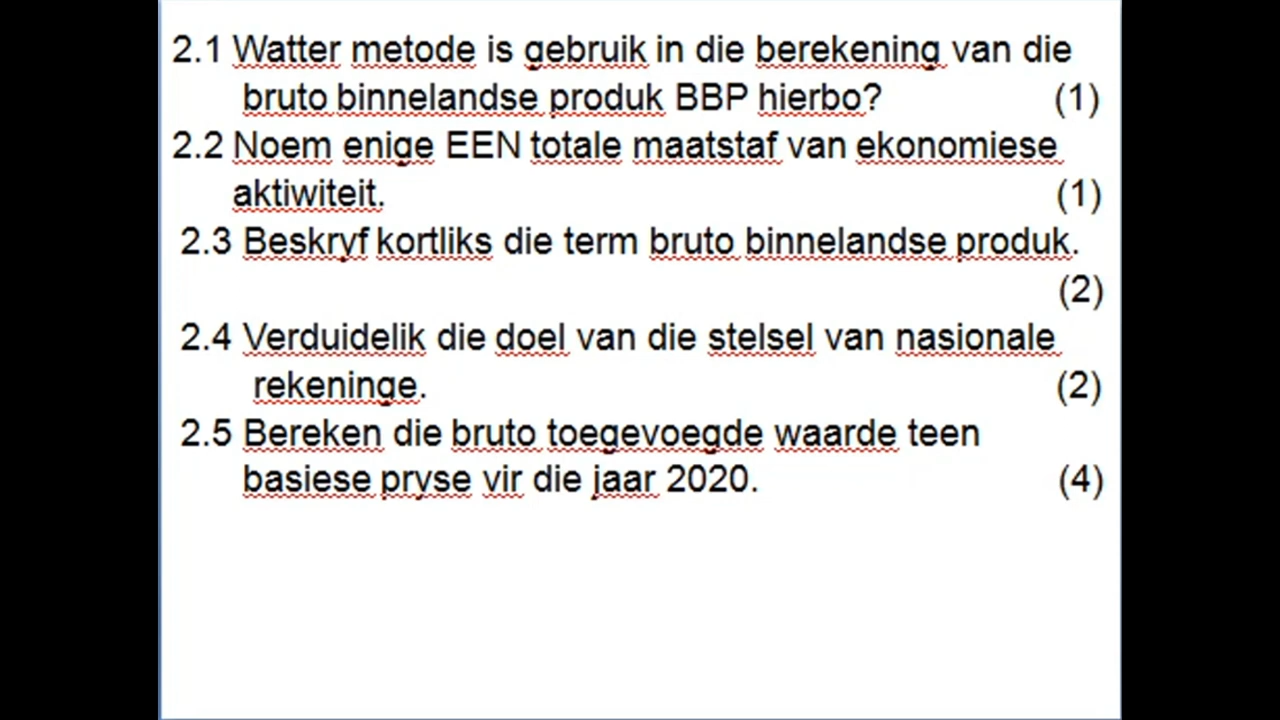 2.1 Watter metode is gebruik in die berekening van die
bruto binnelandse produk BBP hierbo? (1)
2.2 Noem enige EEN totale maatstaf van ekonomiese
aktiwiteit. (1)
2.3 Beskryf kortliks die term bruto binnelandse produk.
(2)
2.4 Verduidelik die doel van die stelsel van nasionale
rekeninge. (2)
2.5 Bereken die bruto toegevoegde waarde teen
basiese pryse vir die jaar 2020. (4)